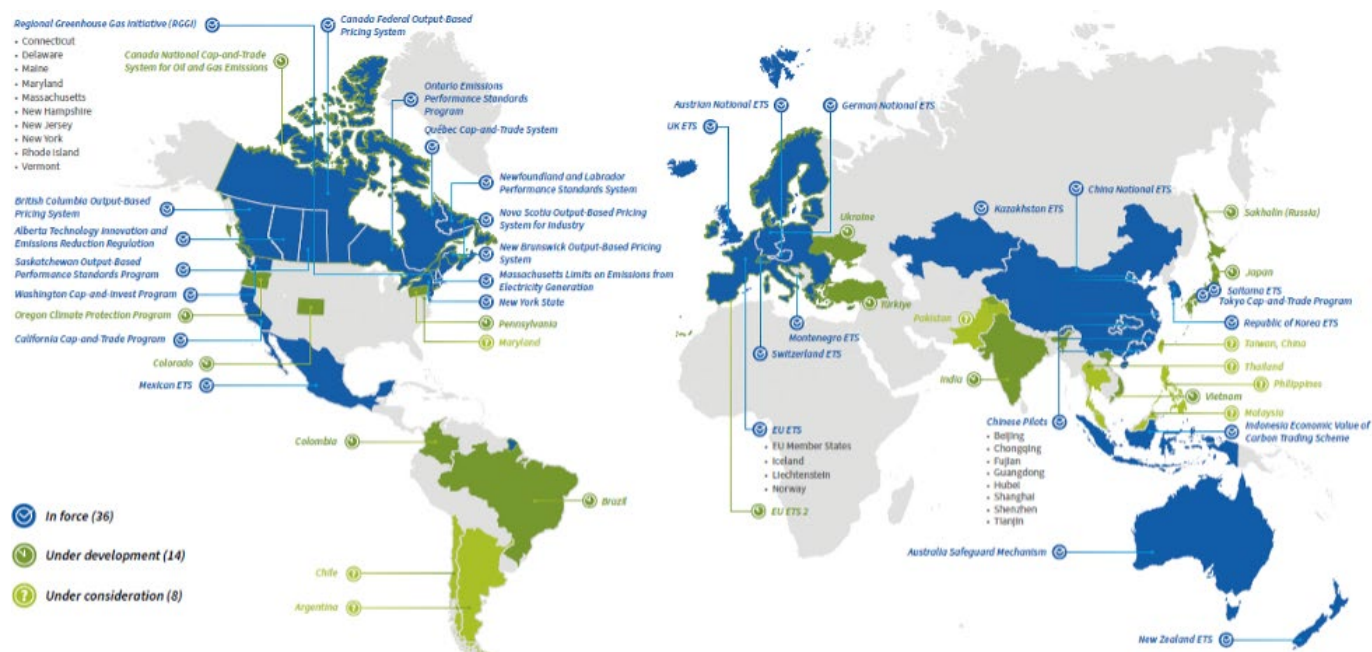 Regional Greenhouse Gas Initiative (RGGI)
• Connecticut
• Delaware
• Maine
• Maryland
• Massachusetts
• New Hampshire
• New Jersey
• New York
• Rhode Island
• Vermont
Canada Federal Output-Based
Pricing System
Canada National Cap-and-Trade
System for Oil and Gas Emissions
Ontario Emissions
Performance Standards
Program
Québec Cap-and-Trade System
Newfoundland and Labrador
Performance Standards System
Nova Scotia Output-Based Pricing
System for Industry
New Brunswick Output-Based Pricing
System
Massachusetts Limits on Emissions from
Electricity Generation
New York State
Pennsylvania
Maryland
British Columbia Output-Based
Pricing System
Alberta Technology Innovation and
Emissions Reduction Regulation
Saskatchewan Output-Based
Performance Standards Program
Washington Cap-and-Invest Program
Oregon Climate Protection Program
California Cap-and-Trade Program
Colorado
Mexican ETS
Colombia
Brazil
Chile
Argentina
In force (36)
Under development (14)
Under consideration (8)
Austrian National ETS
German National ETS
UK ETS
Ukraine
Türkiye
Montenegro ETS
Switzerland ETS
EU ETS
• EU Member States
• Iceland
• Liechtenstein
• Norway
EU ETS 2
Kazakhstan ETS
China National ETS
Sakhalin (Russia)
Japan
Saitama ETS
Tokyo Cap-and-Trade Program
Republic of Korea ETS
Pakistan
Taiwan, China
Thailand
Philippines
India
Vietnam
Malaysia
Indonesia Economic Value of
Carbon Trading Scheme
Chinese Pilots
• Beijing
• Chongqing
• Fujian
• Guangdong
• Hubei
• Shanghai
• Shenzhen
• Tianjin
Australia Safeguard Mechanism
New Zealand ETS